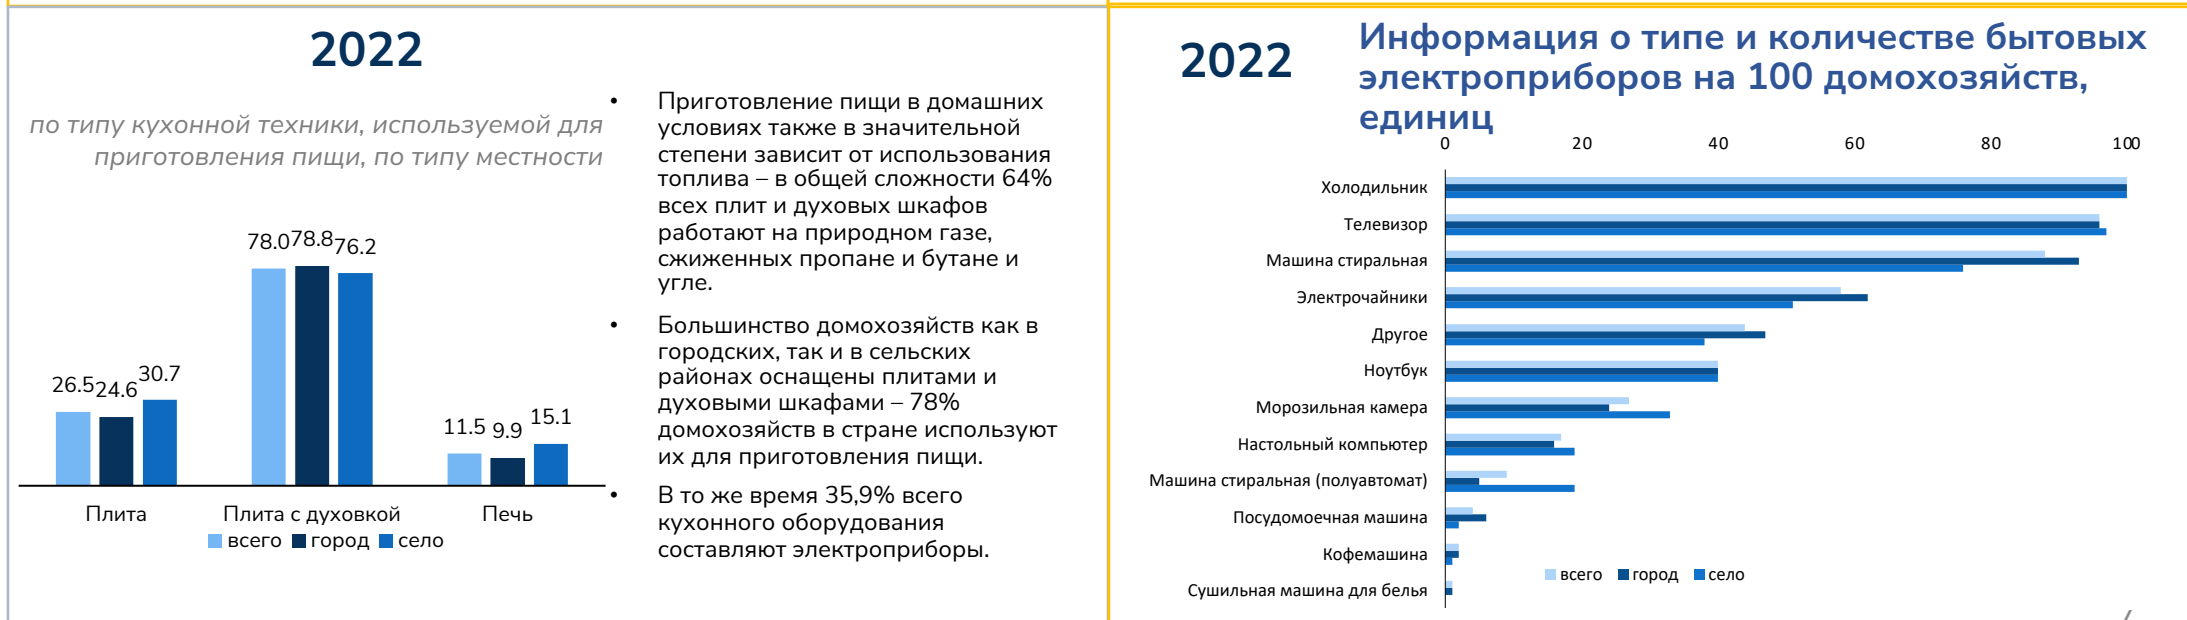 2022
по типу кухонной техники, используемой для
приготовления пищи, по типу местности
78.0 78.8 76.2
26.5 24.6 30.7
11.5 9.9 15.1
Плита Плита с духовкой Печь
всего город село
• Приготовление пищи в домашних
условиях также в значительной
степени зависит от использования
топлива – в общей сложности 64%
всех плит и духовых шкафов
работают на природном газе,
сжиженных пропане и бутане и
угле.
• Большинство домохозяйств как в
городских, так и в сельских
районах оснащены плитами и
духовыми шкафами – 78%
домохозяйств в стране используют
их для приготовления пищи.
• В то же время 35,9% всего
кухонного оборудования
составляют электроприборы.
2022
Информация о типе и количестве бытовых
электроприборов на 100 домохозяйств,
единиц
0 20 40 60 80 100
Холодильник
Телевизор
Машина стиральная
Электрочайники
Другое
Ноутбук
Морозильная камера
Настольный компьютер
Машина стиральная (полуавтомат)
Посудомоечная машина
Кофемашина
Сушильная машина для белья
всего город село